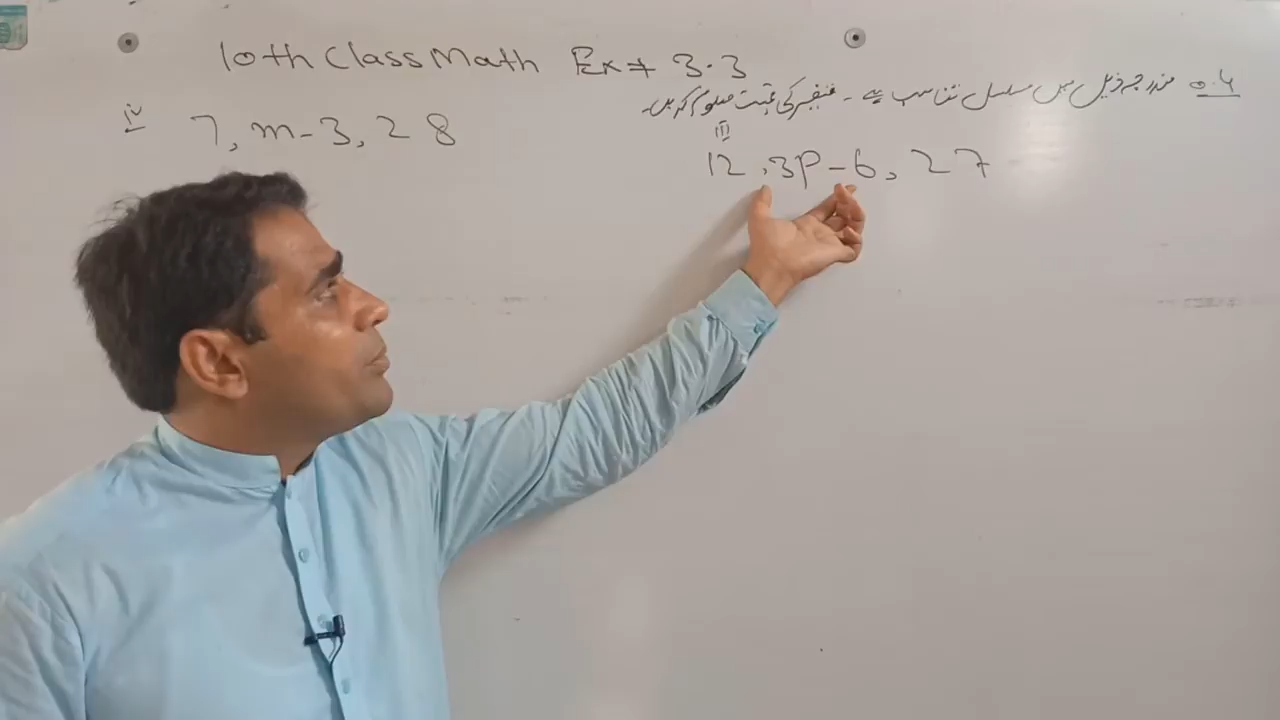 10th Class Math Ex # 3.3
0.4 مندرجہ ذیل میں مسلسل تناسب ہے ۔ متغیر کی قیمت معلوم کریں۔
iii
12 , 3P - 6 , 27
iv
7, m - 3, 28